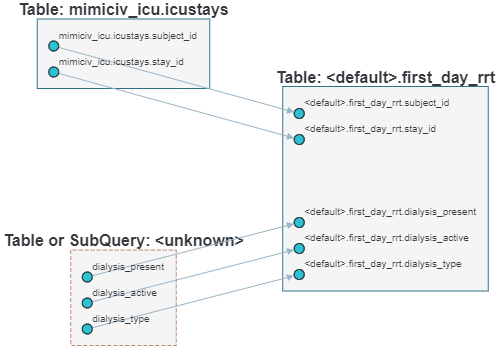 Table: mimiciv_icu.icustays
mimiciv_icu.icustays.subject_id
mimiciv_icu.icustays.stay_id
Table: <default>.first_day_rrt
<default>.first_day_rrt.subject_id
<default>.first_day_rrt.stay_id
<default>.first_day_rrt.dialysis_present
<default>.first_day_rrt.dialysis_active
<default>.first_day_rrt.dialysis_type
Table or SubQuery: <unknown>
dialysis_present
dialysis_active
dialysis_type